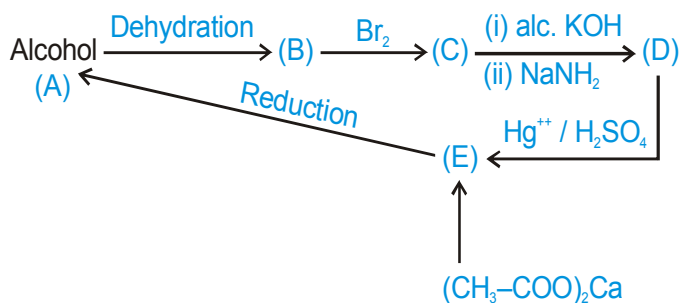 Alcohol Dehydration (B) Br₂ (C) (i) alc. KOH (D)
(A) (ii) NaNH₂
Reduction
Hg⁺⁺ / H₂SO₄
(E)
(CH₃–COO)₂Ca